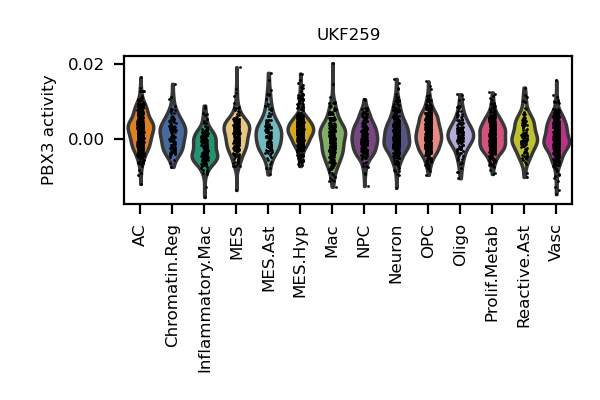 UKF259
PBX3 activity
0.02
0.00
AC
Chromatin.Reg
Inflammatory.Mac
MES
MES.Ast
MES.Hyp
Mac
NPC
Neuron
OPC
Oligo
Prolif.Metab
Reactive.Ast
Vasc